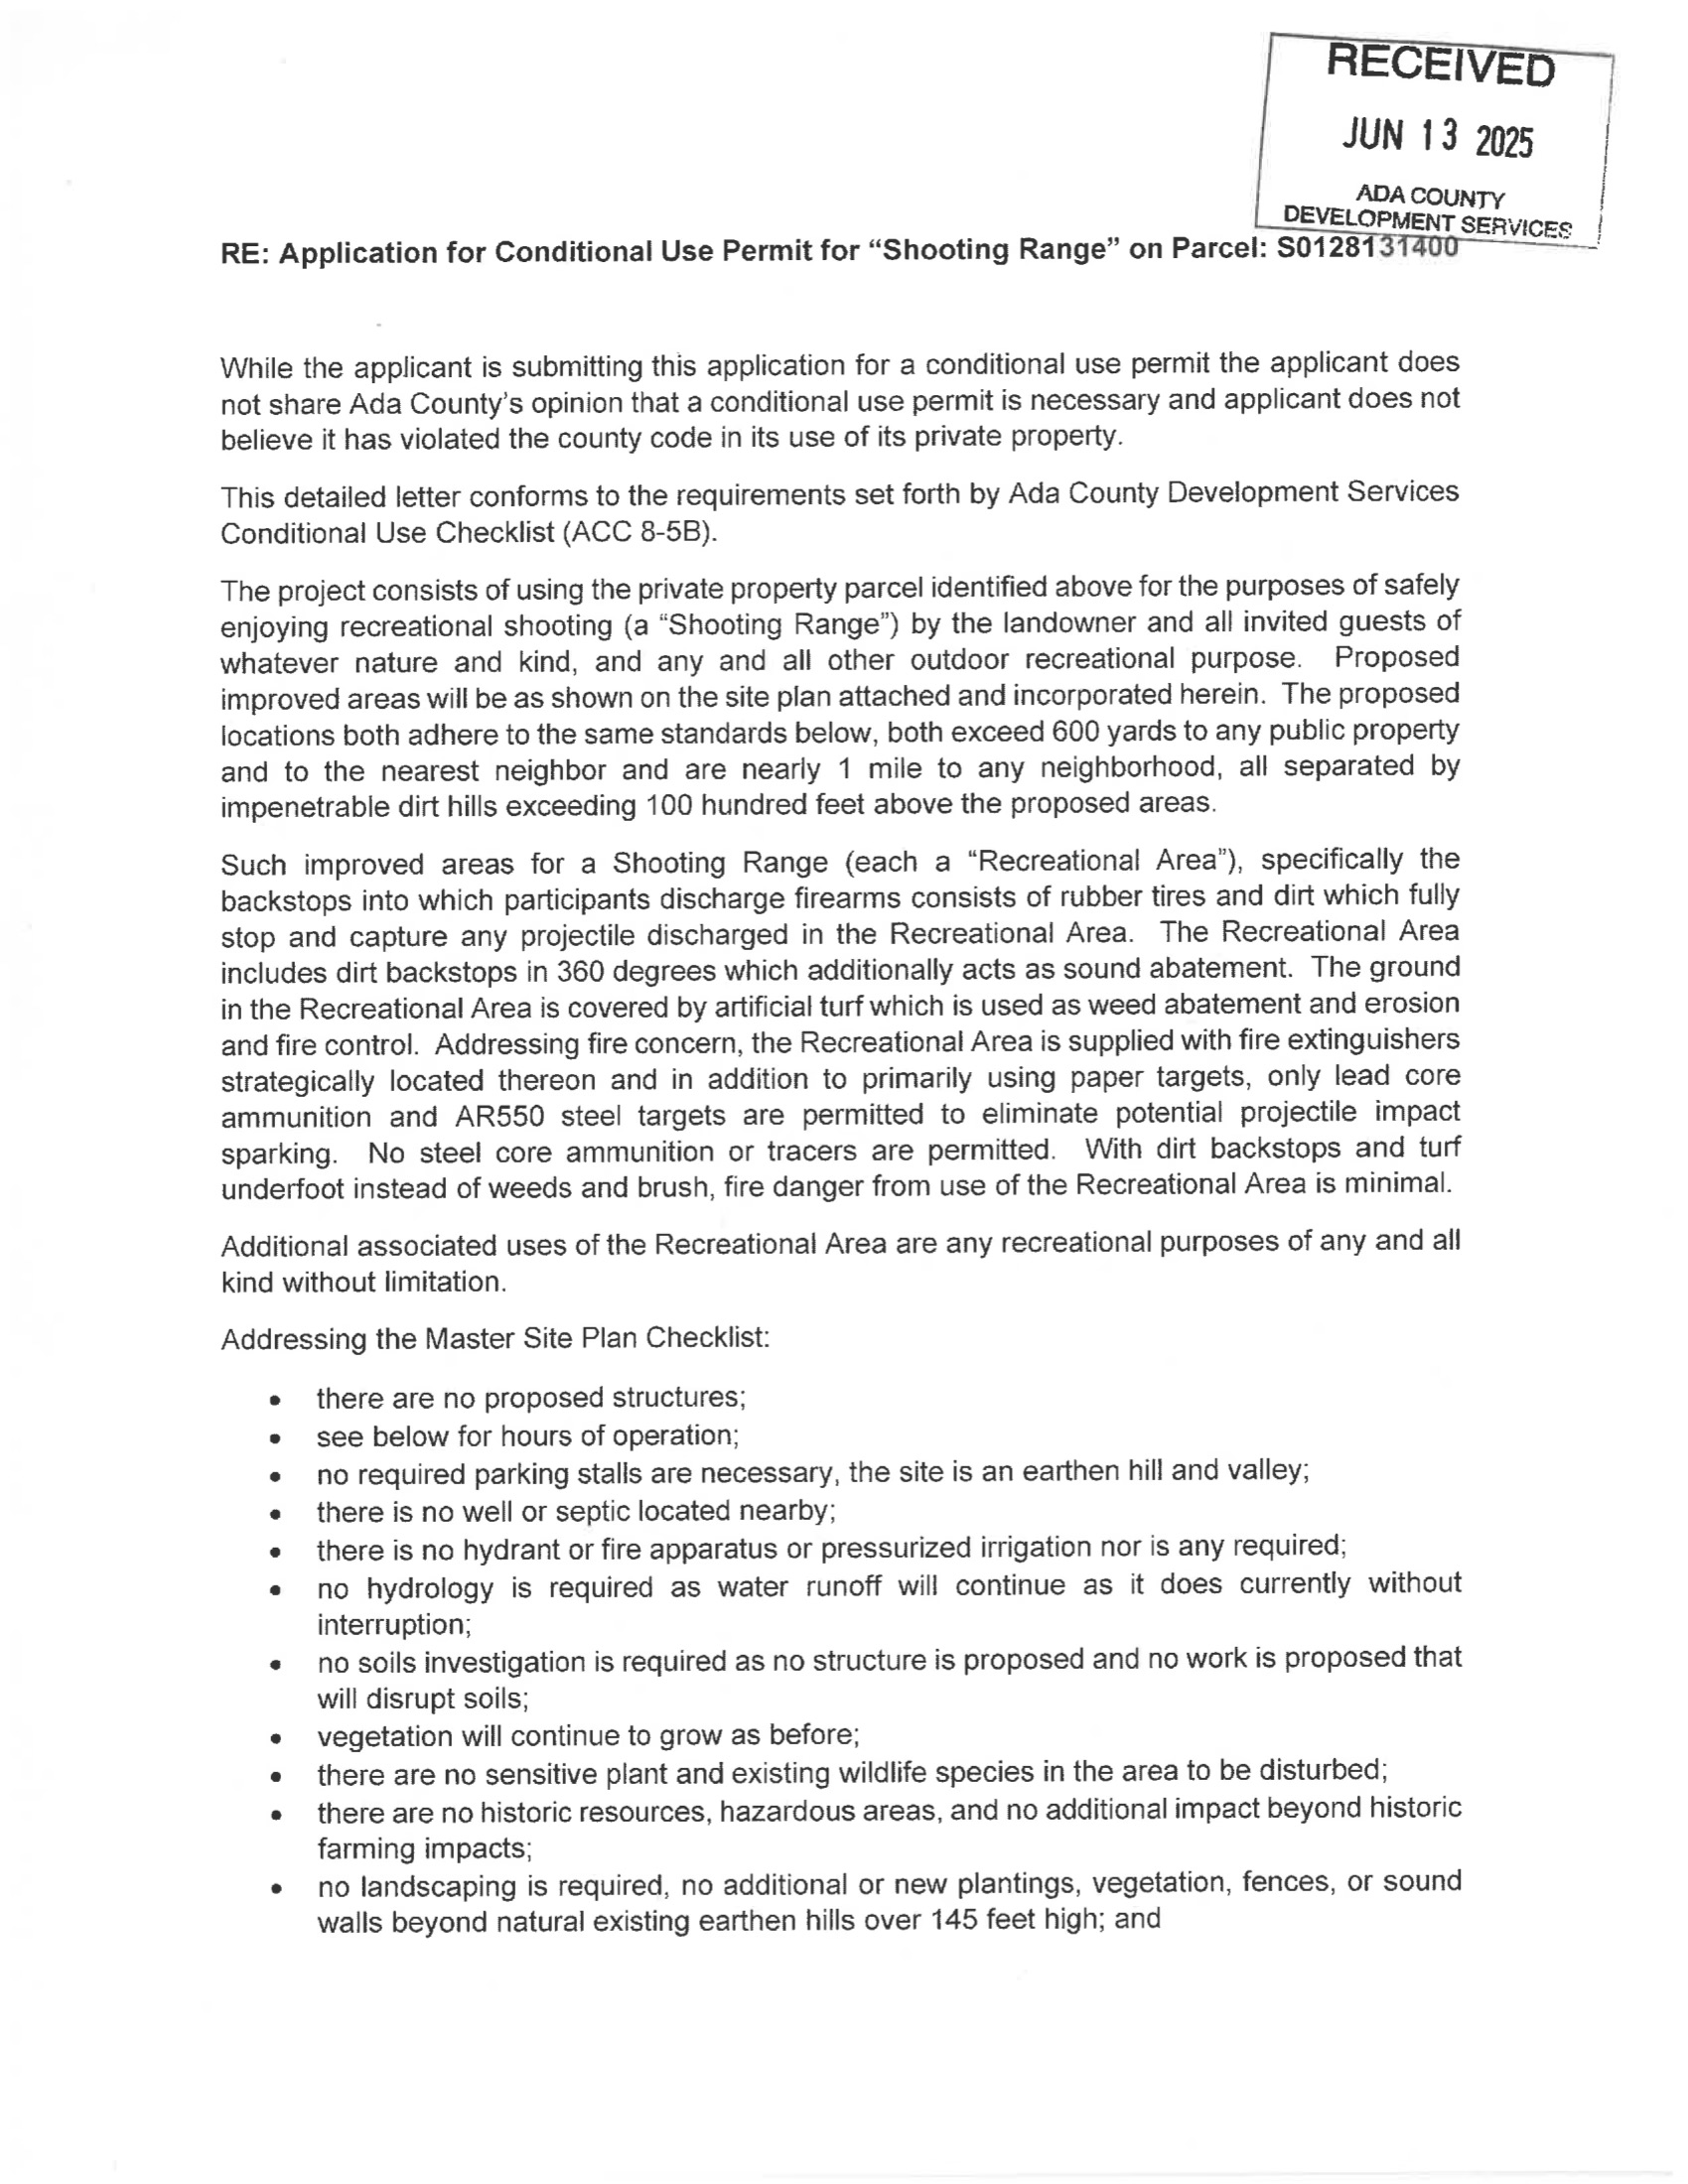 RECEIVED
JUN 13 2025
ADA COUNTY
DEVELOPMENT SERVICES
RE: Application for Conditional Use Permit for “Shooting Range” on Parcel: S0128131400
While the applicant is submitting this application for a conditional use permit the applicant does
not share Ada County’s opinion that a conditional use permit is necessary and applicant does not
believe it has violated the county code in its use of its private property.
This detailed letter conforms to the requirements set forth by Ada County Development Services
Conditional Use Checklist (ACC 8-5B).
The project consists of using the private property parcel identified above for the purposes of safely
enjoying recreational shooting (a “Shooting Range”) by the landowner and all invited guests of
whatever nature and kind, and any and all other outdoor recreational purpose. Proposed
improved areas will be as shown on the site plan attached and incorporated herein. The proposed
locations both adhere to the same standards below, both exceed 600 yards to any public property
and to the nearest neighbor and are nearly 1 mile to any neighborhood, all separated by
impenetrable dirt hills exceeding 100 hundred feet above the proposed areas.
Such improved areas for a Shooting Range (each a “Recreational Area”), specifically the
backstops into which participants discharge firearms consists of rubber tires and dirt which fully
stop and capture any projectile discharged in the Recreational Area. The Recreational Area
includes dirt backstops in 360 degrees which additionally acts as sound abatement. The ground
in the Recreational Area is covered by artificial turf which is used as weed abatement and erosion
and fire control. Addressing fire concern, the Recreational Area is supplied with fire extinguishers
strategically located thereon and in addition to primarily using paper targets, only lead core
ammunition and AR550 steel targets are permitted to eliminate potential projectile impact
sparking. No steel core ammunition or tracers are permitted. With dirt backstops and turf
underfoot instead of weeds and brush, fire danger from use of the Recreational Area is minimal.
Additional associated uses of the Recreational Area are any recreational purposes of any and all
kind without limitation.
Addressing the Master Site Plan Checklist:
• there are no proposed structures;
• see below for hours of operation;
• no required parking stalls are necessary, the site is an earthen hill and valley;
• there is no well or septic located nearby;
• there is no hydrant or fire apparatus or pressurized irrigation nor is any required;
• no hydrology is required as water runoff will continue as it does currently without
interruption;
• no soils investigation is required as no structure is proposed and no work is proposed that
will disrupt soils;
• vegetation will continue to grow as before;
• there are no sensitive plant and existing wildlife species in the area to be disturbed;
• there are no historic resources, hazardous areas, and no additional impact beyond historic
farming impacts;
• no landscaping is required, no additional or new plantings, vegetation, fences, or sound
walls beyond natural existing earthen hills over 145 feet high; and